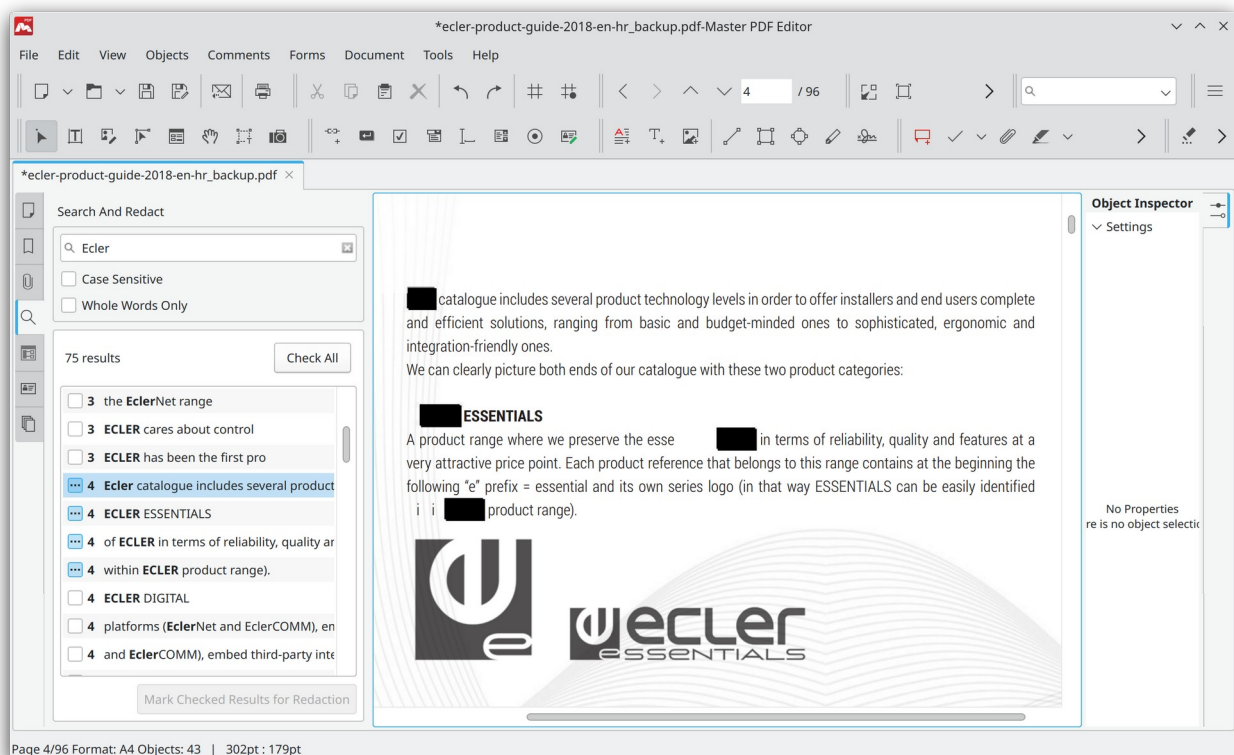 *ecler-product-guide-2018-en-hr_backup.pdf-Master PDF Editor
File Edit View Objects Comments Forms Document Tools Help
4 / 96
*ecler-product-guide-2018-en-hr_backup.pdf
Search And Redact
Ecler
Case Sensitive
Whole Words Only
75 results
Check All
3 the EclerNet range
3 ECLER cares about control
3 ECLER has been the first pro
4 Ecler catalogue includes several product
4 ECLER ESSENTIALS
4 of ECLER in terms of reliability, quality ar
4 within ECLER product range).
4 ECLER DIGITAL
4 platforms (EclerNet and EclerCOMM), en
4 and EclerCOMM), embed third-party inte
Mark Checked Results for Redaction
catalogue includes several product technology levels in order to offer installers and end users complete
and efficient solutions, ranging from basic and budget-minded ones to sophisticated, ergonomic and
integration-friendly ones.
We can clearly picture both ends of our catalogue with these two product categories:
ESSENTIALS
A product range where we preserve the esse in terms of reliability, quality and features at a
very attractive price point. Each product reference that belongs to this range contains at the beginning the
following “e” prefix = essential and its own series logo (in that way ESSENTIALS can be easily identified
i i product range).
e e
ecler
essentials
Object Inspector
Settings
No Properties
re is no object selectic
Page 4/96 Format: A4 Objects: 43 | 302pt : 179pt